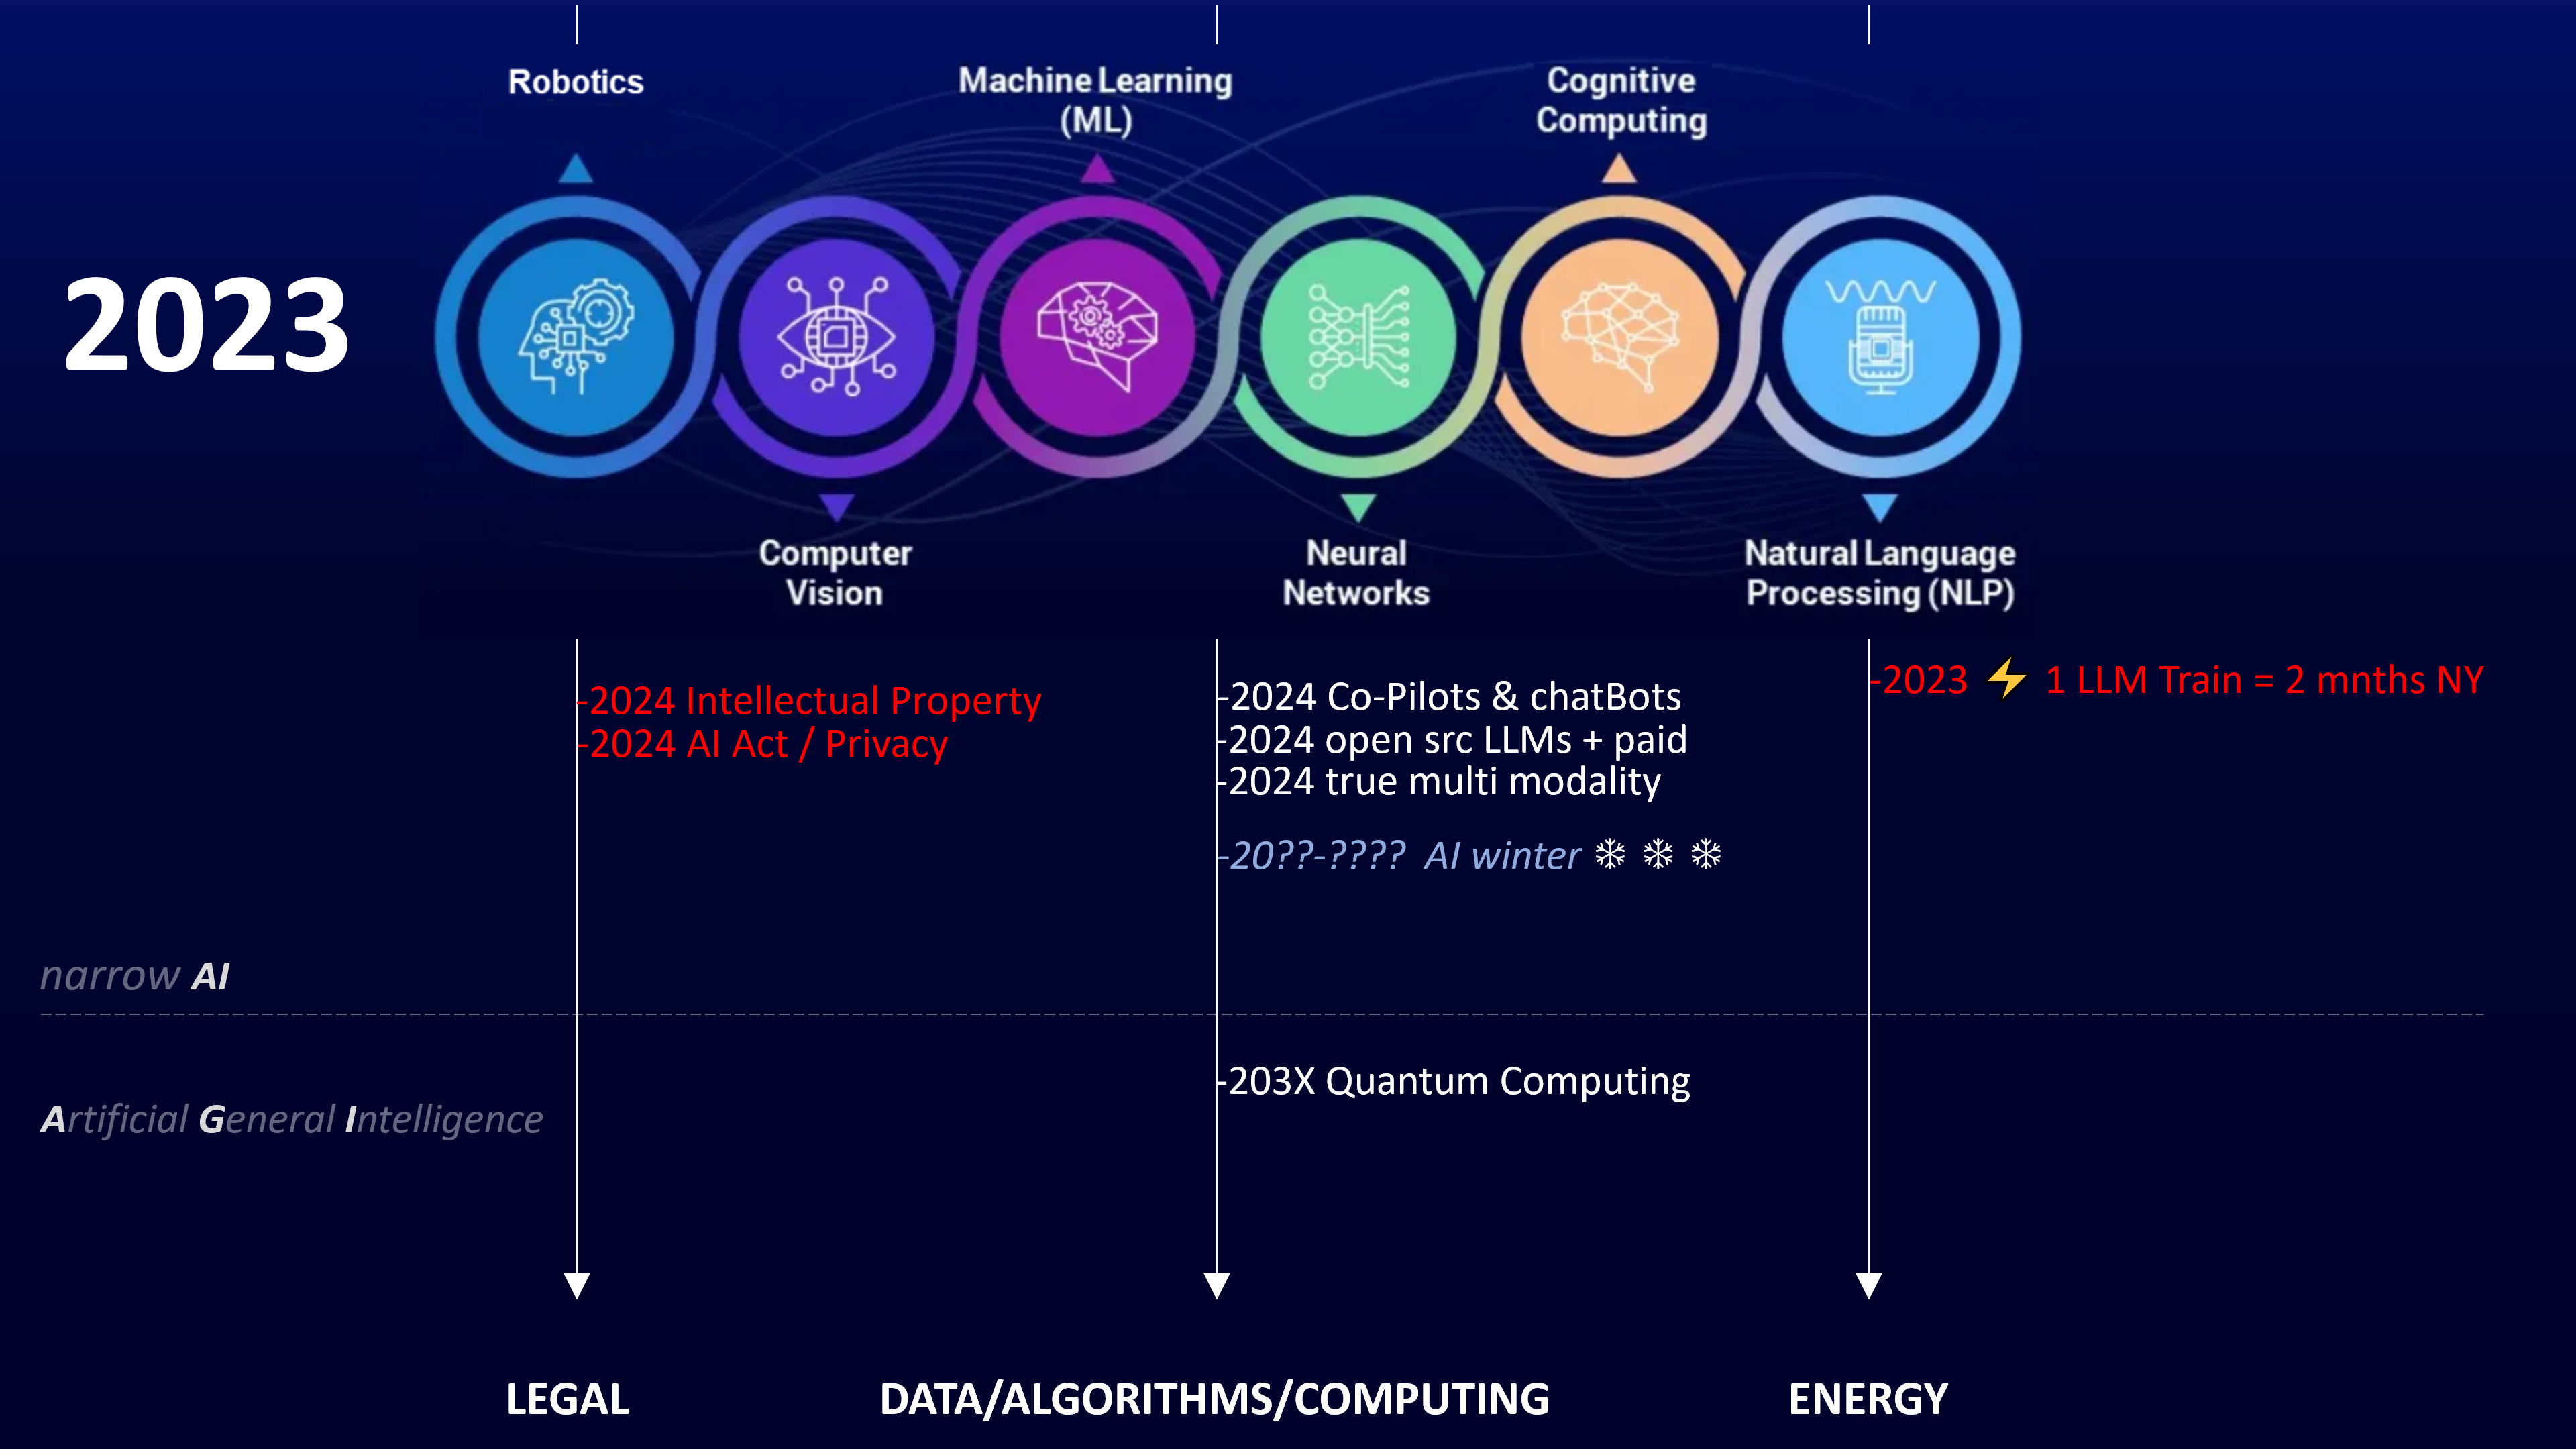 Robotics
Machine Learning
(ML)
Cognitive
Computing
2023
Computer
Vision
Neural
Networks
Natural Language
Processing (NLP)
-2024 Intellectual Property
-2024 AI Act / Privacy
-2024 Co-Pilots & chatBots
-2024 open src LLMs + paid
-2024 true multi modality
-20??-???? AI winter ❄ ❄ ❄
-2023 ⚡ 1 LLM Train = 2 mnths NY
narrow AI
-203X Quantum Computing
Artificial General Intelligence
LEGAL
DATA/ALGORITHMS/COMPUTING
ENERGY